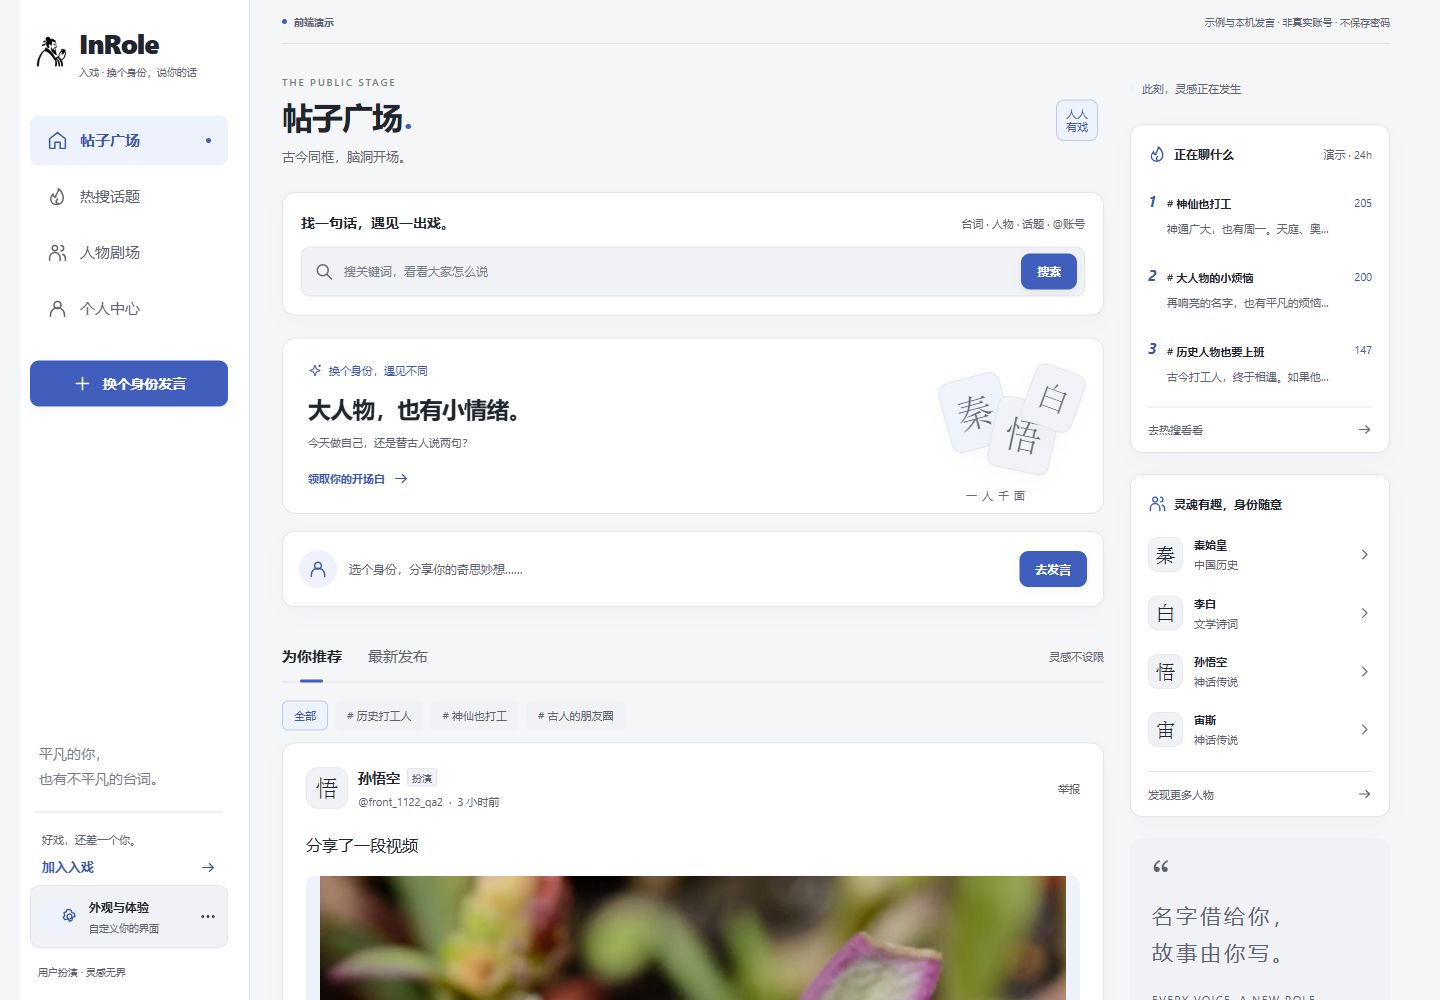 InRole
入戏 · 换个身份，说你的话
帖子广场
热搜话题
人物剧场
个人中心
换个身份发言
平凡的你，
也有不平凡的台词。
好戏，还差一个你。
加入入戏
外观与体验
自定义你的界面
用户扮演 · 灵感无界
前端演示
示例与本机发言 · 非真实账号 · 不保存密码
THE PUBLIC STAGE
帖子广场.
古今同框，脑洞开场。
人人
有戏
找一句话，遇见一出戏。
台词 · 人物 · 话题 · @账号
搜关键词，看看大家怎么说
搜索
换个身份，遇见不同
大人物，也有小情绪。
今天做自己，还是替古人说两句？
领取你的开场白
秦
悟
白
一人千面
选个身份，分享你的奇思妙想……
去发言
为你推荐
最新发布
灵感不设限
全部
# 历史打工人
# 神仙也打工
# 古人的朋友圈
悟
孙悟空 扮演
@front_1122_qa2 · 3 小时前
举报
分享了一段视频
此刻，灵感正在发生
正在聊什么
演示 · 24h
1 # 神仙也打工 205
神通广大，也有周一。天庭、奥...
2 # 大人物的小烦恼 200
再响亮的名字，也有平凡的烦恼...
3 # 历史人物也要上班 147
古今打工人，终于相逢。如果他...
去热搜看看
灵魂有趣，身份随意
秦
秦始皇
中国历史
白
李白
文学诗词
悟
孙悟空
神话传说
宙
宙斯
神话传说
发现更多人物
“
名字借给你，
故事由你写。
EVERY VOICE, A NEW ROLE